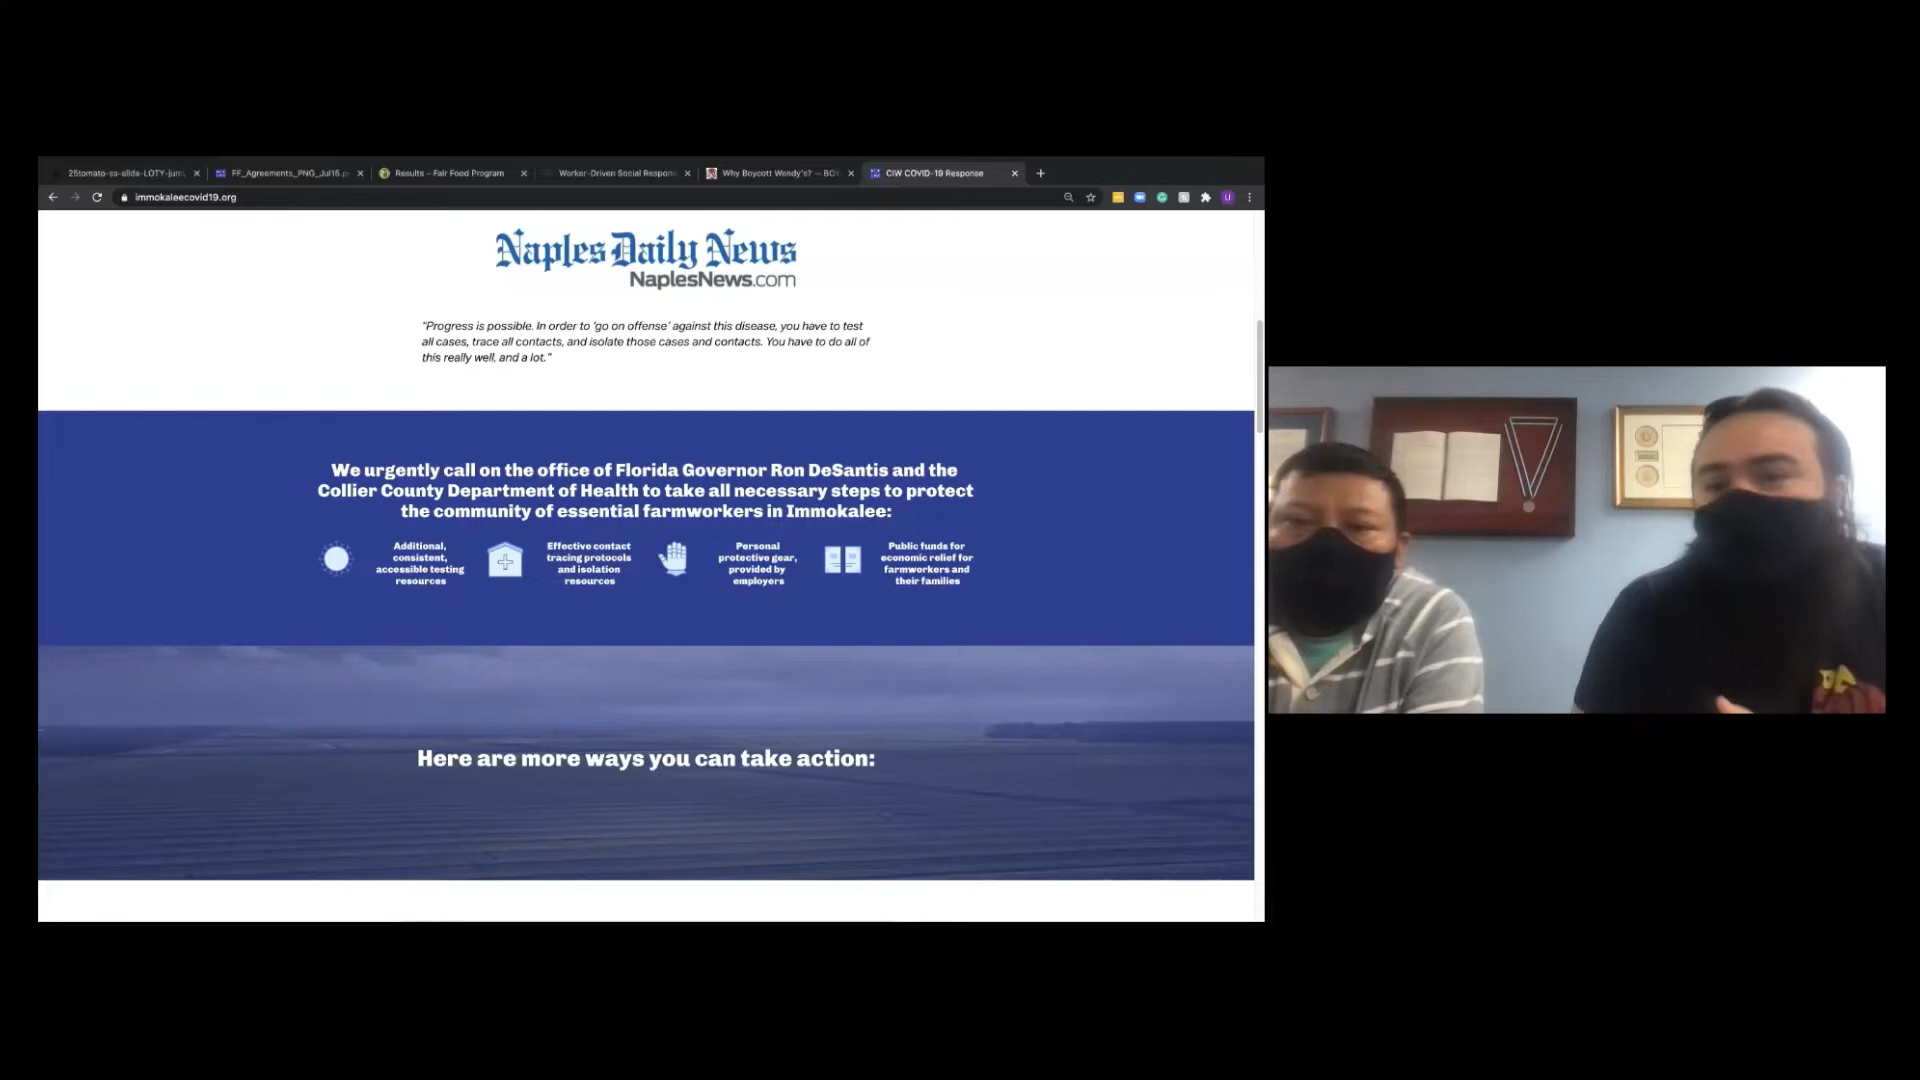 25tomato-ss-slide-LOTY-jum
FF_Agreements_PNG_Jul16.p
Results – Fair Food Program
Worker-Driven Social Respons
Why Boycott Wendy's? — BO
CIW COVID-19 Response
immokaleecovid19.org
U
Naples Daily News
NaplesNews.com
"Progress is possible. In order to 'go on offense' against this disease, you have to test
all cases, trace all contacts, and isolate those cases and contacts. You have to do all of
this really well, and a lot."
We urgently call on the office of Florida Governor Ron DeSantis and the
Collier County Department of Health to take all necessary steps to protect
the community of essential farmworkers in Immokalee:
Additional,
consistent,
accessible testing
resources
Effective contact
tracing protocols
and isolation
resources
Personal
protective gear,
provided by
employers
Public funds for
economic relief for
farmworkers and
their families
Here are more ways you can take action: